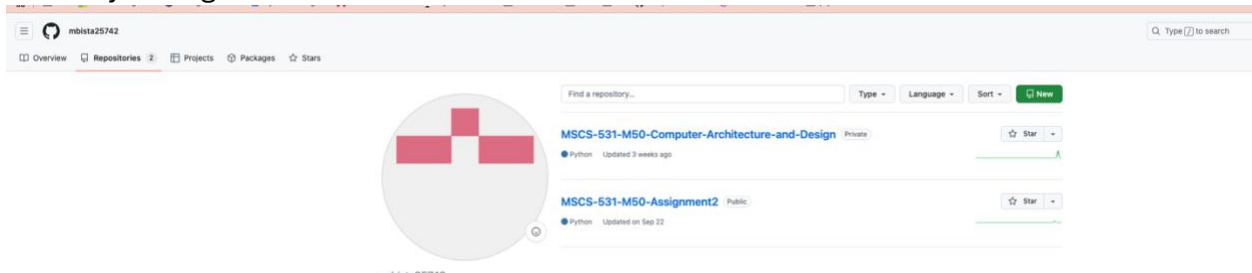 mbista25742
Type / to search
Overview Repositories 2 Projects Packages Stars
Find a repository... Type Language Sort New
MSCS-531-M50-Computer-Architecture-and-Design Private
Star
Python Updated 3 weeks ago
MSCS-531-M50-Assignment2 Public
Star
Python Updated on Sep 22